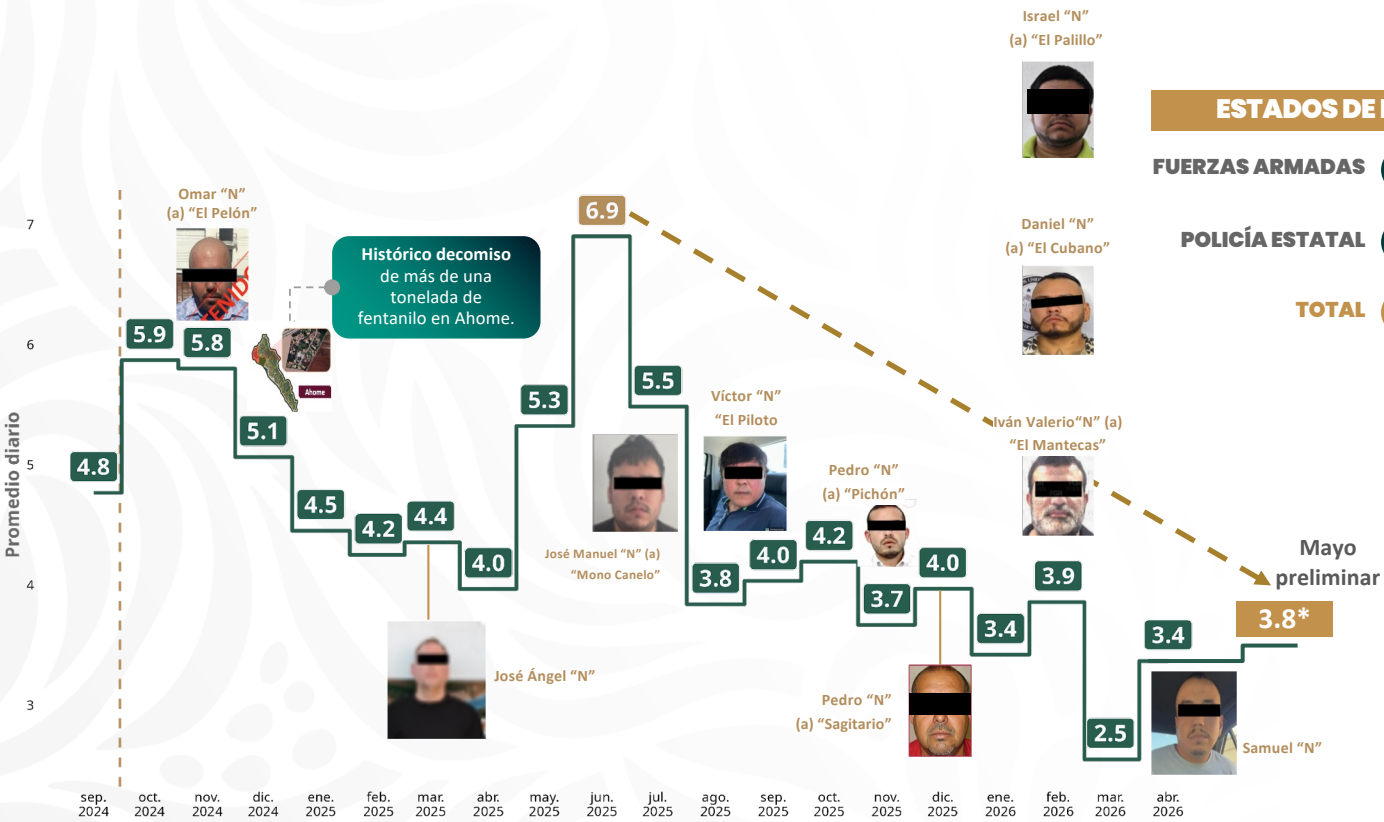 Israel “N”
(a) “El Palillo”
ESTADOS DE
FUERZAS ARMADAS
POLICÍA ESTATAL
TOTAL
Daniel “N”
(a) “El Cubano”
Omar “N”
(a) “El Pelón”
Histórico decomiso
de más de una
tonelada de
fentanilo en Ahome.
Ahome
Víctor “N”
“El Piloto
José Manuel “N” (a)
“Mono Canelo”
Pedro “N”
(a) “Pichón”
Iván Valerio“N” (a)
“El Mantecas”
José Ángel “N”
Pedro “N”
(a) “Sagitario”
Samuel “N”
Mayo
preliminar
3.8*
Promedio diario
7
6
5
4
3
4.8
5.9
5.8
5.1
4.5
4.2
4.4
4.0
5.3
6.9
5.5
3.8
4.0
4.2
3.7
4.0
3.4
3.9
2.5
3.4
sep. oct. nov. dic. ene. feb. mar. abr. may. jun. jul. ago. sep. oct. nov. dic. ene. feb. mar. abr.
2024 2024 2024 2024 2025 2025 2025 2025 2025 2025 2025 2025 2025 2025 2025 2025 2026 2026 2026 2026